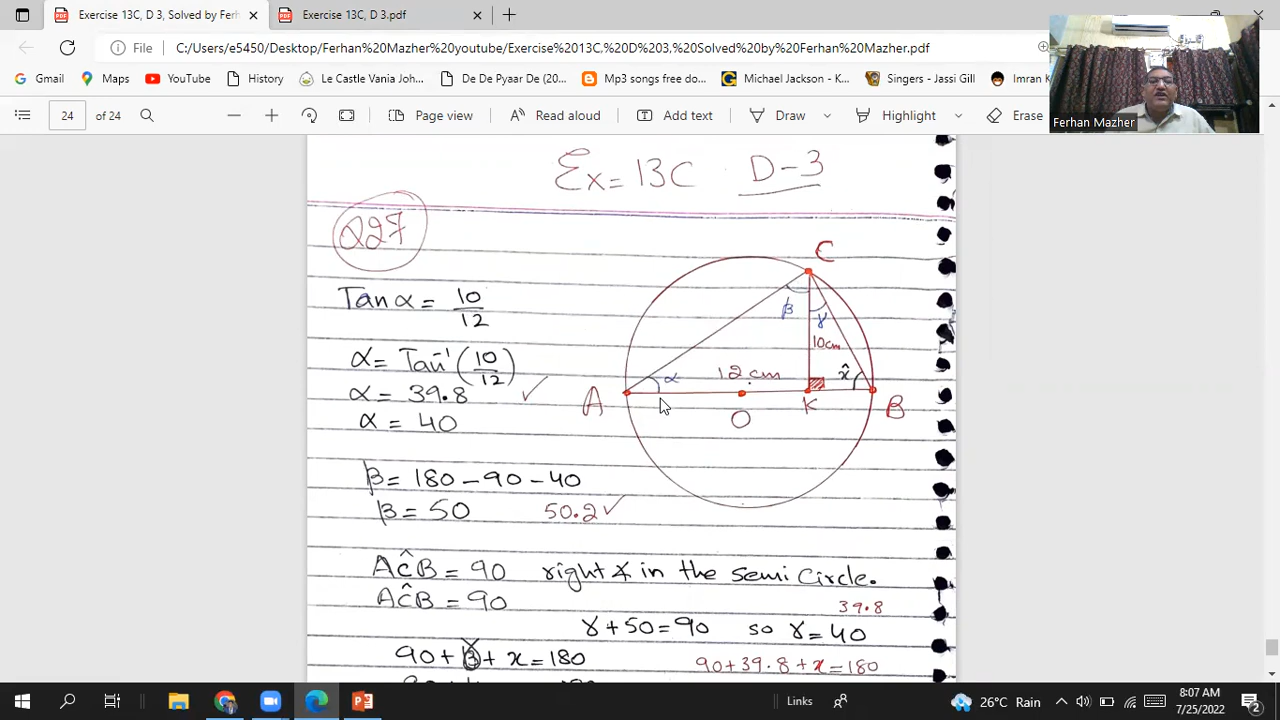 Exercise 13C, D 3, Solved by Ferh
Exercise 13C, D 3.pdf
File
C:/Users/e5490/Desktop/Ferhan%20M
xercise%2013C,%20D%203,%20Solved%20by%20Ferhan%20Mazher.pdf
Gmail
Maps
YouTube
History
Le Castle Vania Joh...
De De Pyaar De (20...
Mp3 songs free do...
Michael Jackson - K...
Singers - Jassi Gill
Imran K
24
of 24
Page view
Read aloud
Add text
Draw
Highlight
Erase
Ferhan Mazher
Ex= 13C D-3
Q27
Tan α = 10/12
α = Tan⁻¹(10/12)
α = 39.8 ✓
α = 40
β = 180 – 90 – 40
β = 50 50.2 ✓
AĈB = 90 right ∡ in the semi Circle.
AĈB = 90
39.8
γ + 50 = 90 so γ = 40
90 + γ + x = 180 90 + 39.8 + x = 180
C
β
γ
10cm
α
12 cm
x̂
A
O
K
B
Links
26°C Rain
8:07 AM
7/25/2022
2